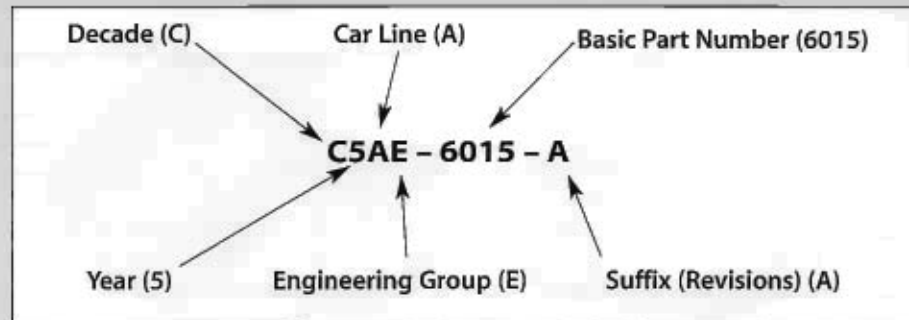 Decade (C) Car Line (A) Basic Part Number (6015)
C5AE – 6015 – A
Year (5) Engineering Group (E) Suffix (Revisions) (A)